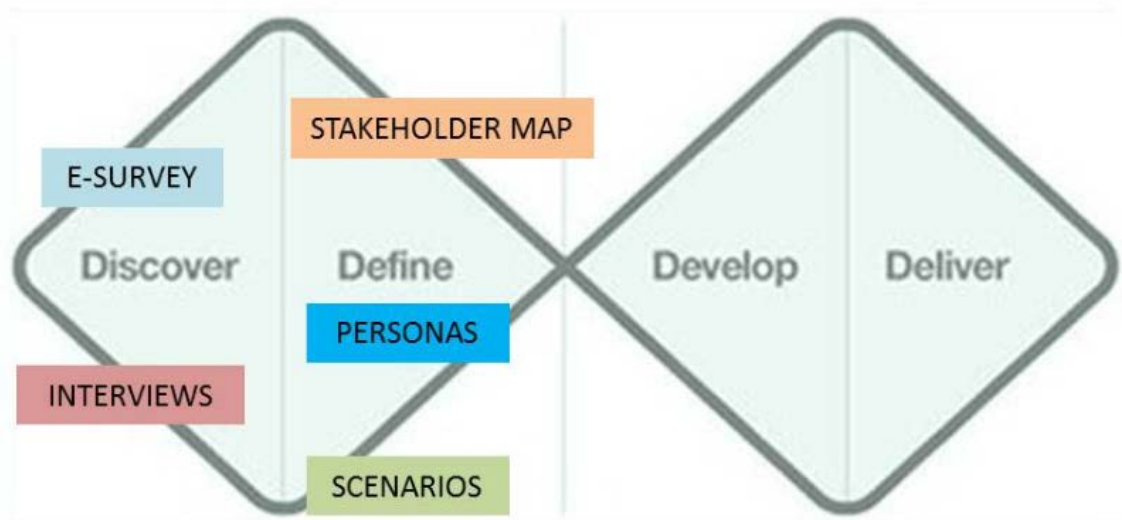 STAKEHOLDER MAP
E-SURVEY
Discover
Define
Develop
Deliver
PERSONAS
INTERVIEWS
SCENARIOS